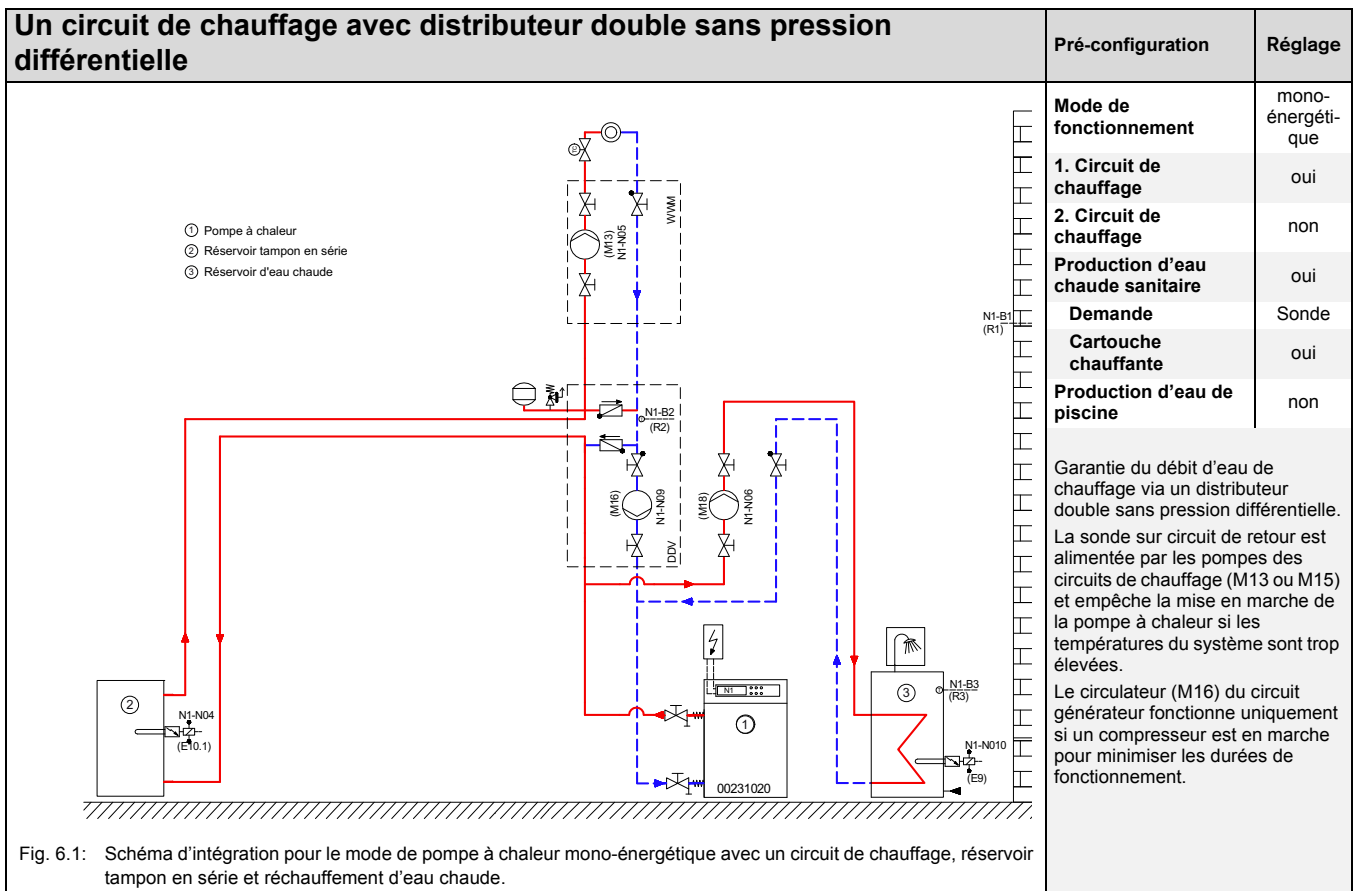 Un circuit de chauffage avec distributeur double sans pression
différentielle
Pré-configuration
Réglage
Mode de
fonctionnement
mono-
énergéti-
que
1. Circuit de
chauffage
oui
2. Circuit de
chauffage
non
Production d'eau
chaude sanitaire
oui
Demande
Sonde
Cartouche
chauffante
oui
Production d'eau de
piscine
non
Garantie du débit d'eau de
chauffage via un distributeur
double sans pression différentielle.
La sonde sur circuit de retour est
alimentée par les pompes des
circuits de chauffage (M13 ou M15)
et empêche la mise en marche de
la pompe à chaleur si les
températures du système sont trop
élevées.
Le circulateur (M16) du circuit
générateur fonctionne uniquement
si un compresseur est en marche
pour minimiser les durées de
fonctionnement.
① Pompe à chaleur
② Réservoir tampon en série
③ Réservoir d'eau chaude
WWM
(M13)
N1-N05
N1-B1
(R1)
N1-B2
(R2)
(M16)
N1-N09
DDV
(M18)
N1-N06
②
N1-N04
(E10.1)
N1
①
00231020
③
N1-B3
(R3)
N1-N010
(E9)
Fig. 6.1: Schéma d'intégration pour le mode de pompe à chaleur mono-énergétique avec un circuit de chauffage, réservoir
tampon en série et réchauffement d'eau chaude.